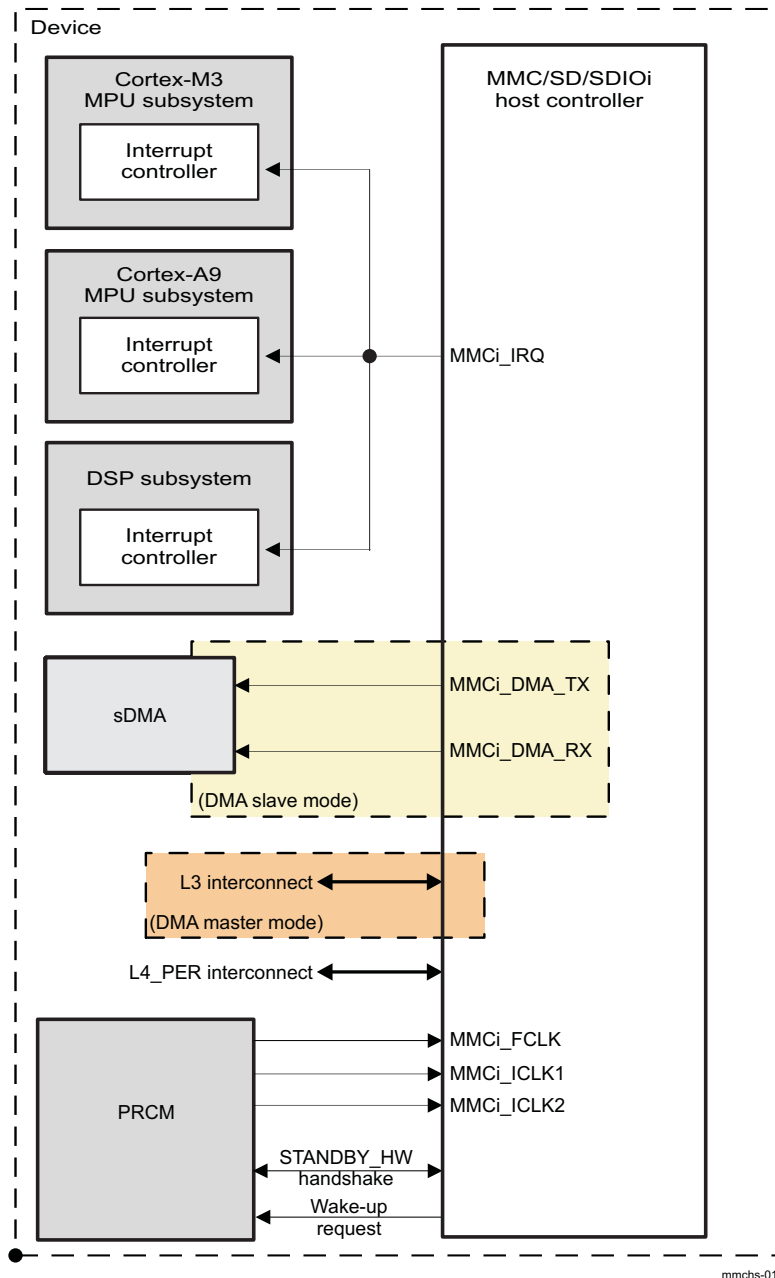 Device
Cortex-M3
MPU subsystem
Interrupt
controller
MMC/SD/SDIOi
host controller
Cortex-A9
MPU subsystem
Interrupt
controller
MMCi_IRQ
DSP subsystem
Interrupt
controller
sDMA
MMCi_DMA_TX
MMCi_DMA_RX
(DMA slave mode)
L3 interconnect
(DMA master mode)
L4_PER interconnect
PRCM
MMCi_FCLK
MMCi_ICLK1
MMCi_ICLK2
STANDBY_HW
handshake
Wake-up
request
mmchs-01